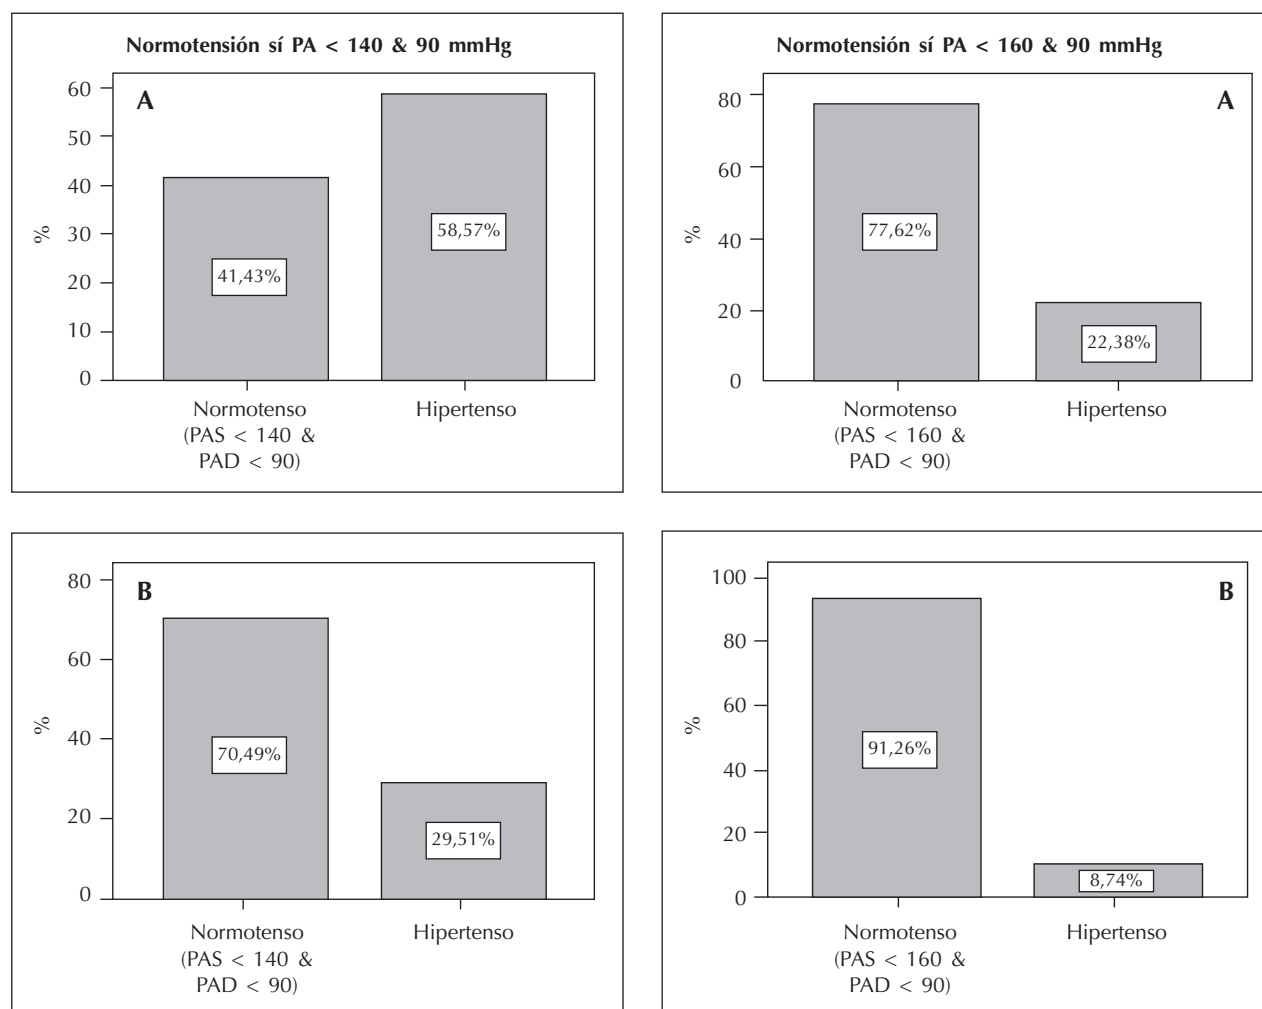 Normotensión sí PA < 140 & 90 mmHg
A
60
50
40
30
20
10
0
%
41,43%
58,57%
Normotenso
(PAS < 140 &
PAD < 90)
Hipertenso
Normotensión sí PA < 160 & 90 mmHg
A
80
60
40
20
0
%
77,62%
22,38%
Normotenso
(PAS < 160 &
PAD < 90)
Hipertenso
B
80
60
40
20
0
%
70,49%
29,51%
Normotenso
(PAS < 140 &
PAD < 90)
Hipertenso
B
100
80
60
40
20
0
%
91,26%
8,74%
Normotenso
(PAS < 160 &
PAD < 90)
Hipertenso